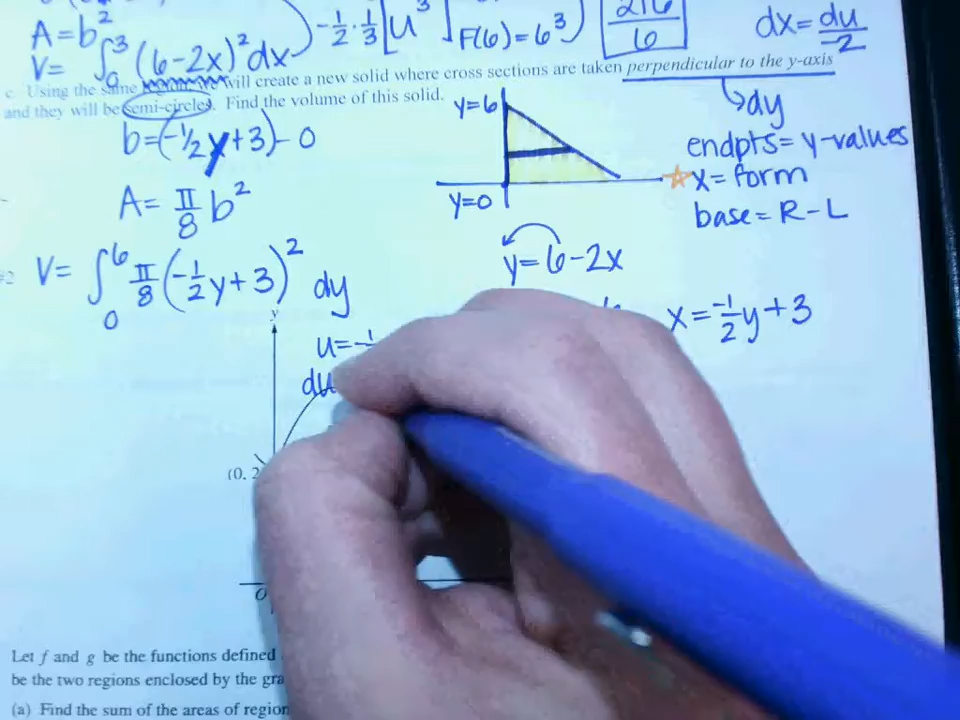 A=b²
V= ∫₀³ (6-2x)² dx
-1/2 · 1/3 [u³]
F(6)=6³)
216/6
dx= du/-2
c. Using the same will create a new solid where cross sections are taken perpendicular to the y-axis
and they will be semi-circles. Find the volume of this solid.
b=(-1/2y+3)-0
A= π/8 b²
V= ∫₀⁶ π/8 (-1/2y+3)² dy
u=-1
du
y=6
y=0
dy
endpts= y-values
☆x= form
base= R-L
y=6-2x
x=-1/2y+3
y
(0, 2
O
Let f and g be the functions defined
be the two regions enclosed by the gra
(a) Find the sum of the areas of region